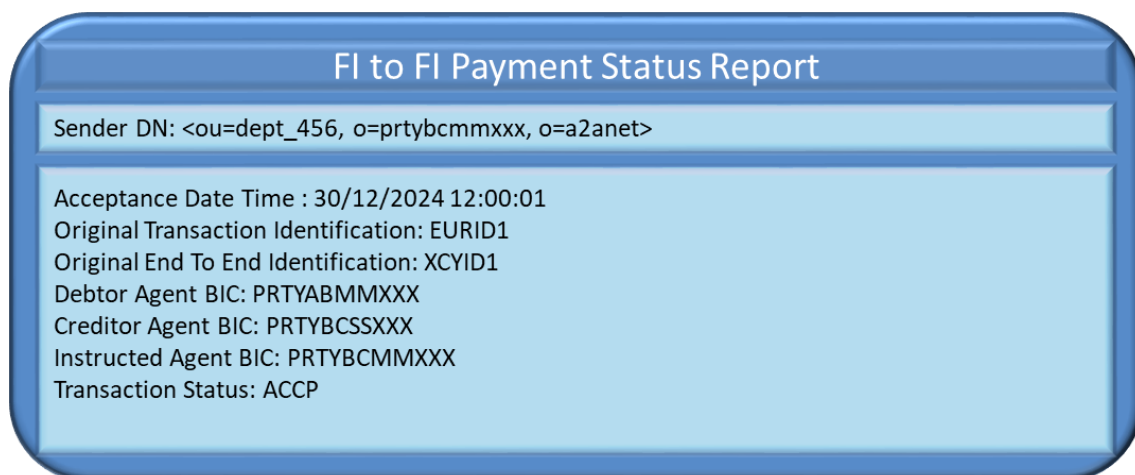 FI to FI Payment Status Report
Sender DN: <ou=dept_456, o=prtybcmmxxx, o=a2anet>
Acceptance Date Time : 30/12/2024 12:00:01
Original Transaction Identification: EURID1
Original End To End Identification: XCYID1
Debtor Agent BIC: PRTYABMMXXX
Creditor Agent BIC: PRTYBCSSXXX
Instructed Agent BIC: PRTYBCMMXXX
Transaction Status: ACCP